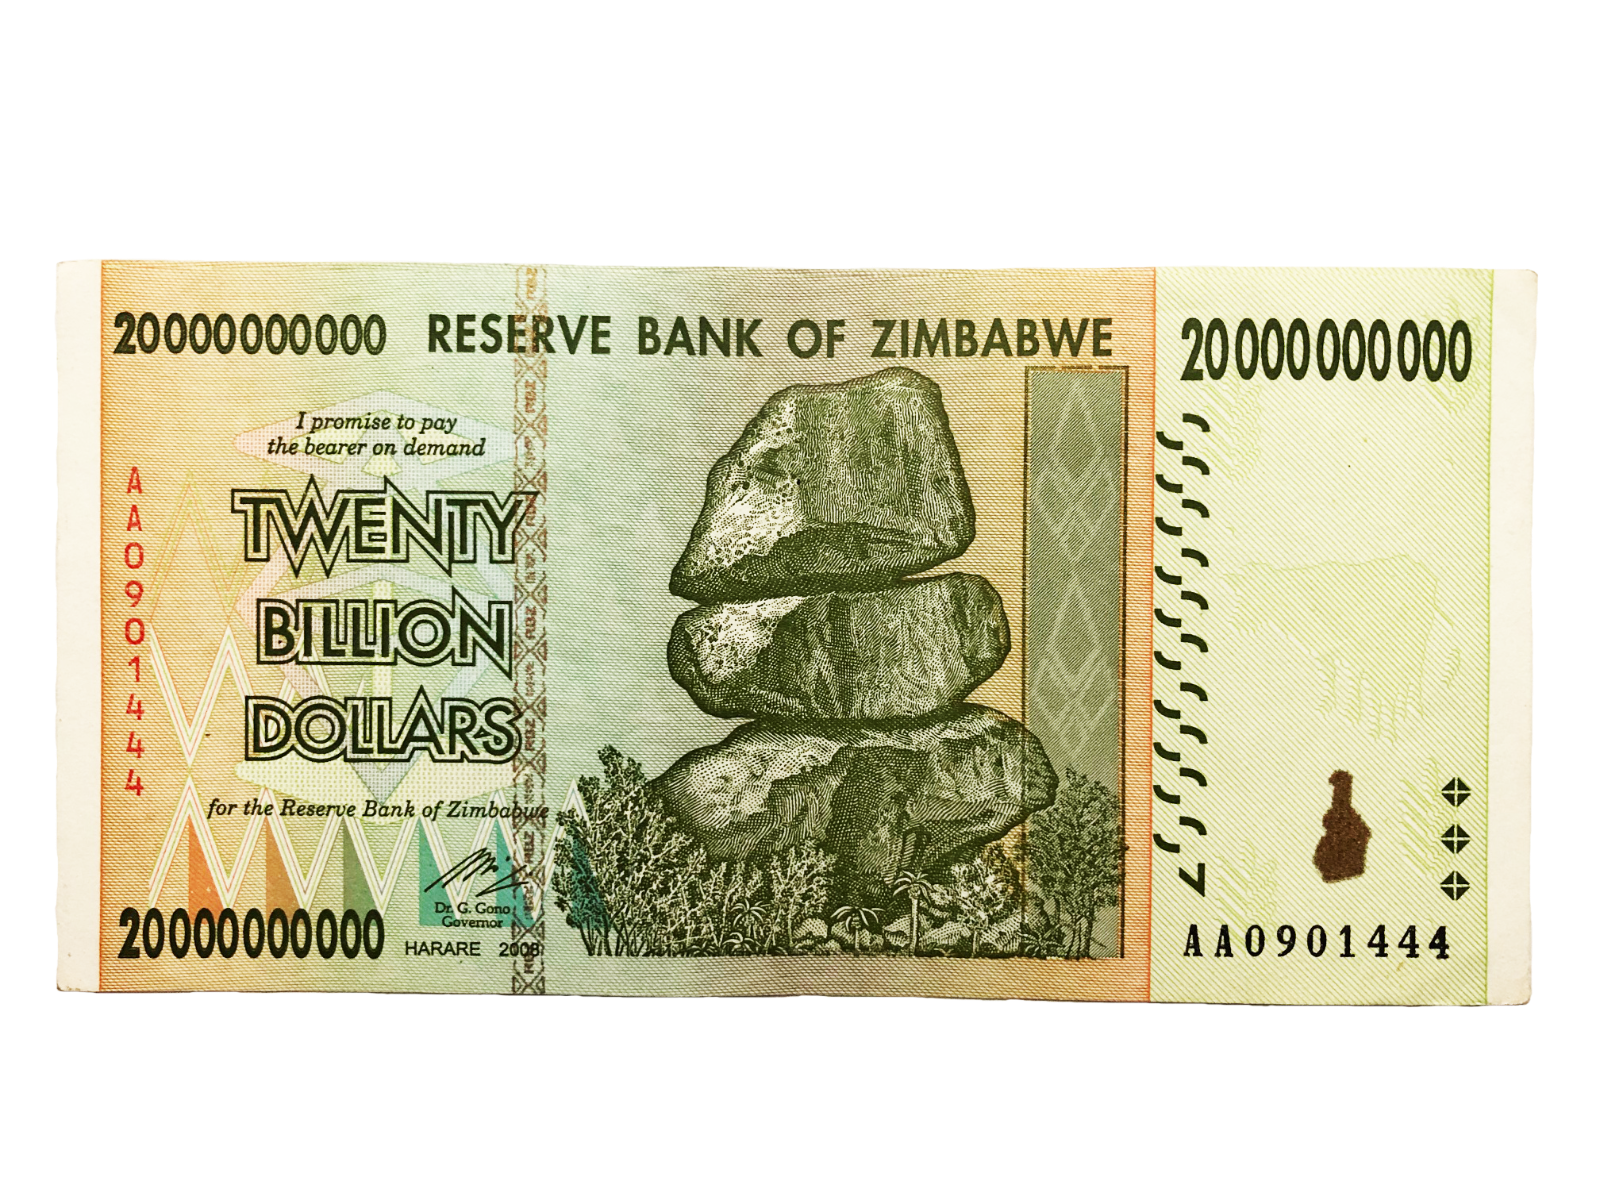 20000000000 RESERVE BANK OF ZIMBABWE 20000000000
I promise to pay
the bearer on demand
TWENTY
BILLION
DOLLARS
for the Reserve Bank of Zimbabwe
Dr. G. Gono
Governor
20000000000 HARARE 2008
AA0901444
AA0901444